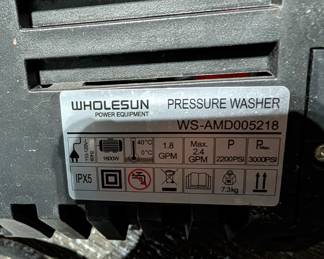 WHOLESUN
POWER EQUIPMENT
PRESSURE WASHER
WS-AMD005218
1600W
40°C
0°C
1.8
GPM
Max.
2.4
GPM
P
2200PSI
P
3000PSI
IPX5
7.3kg